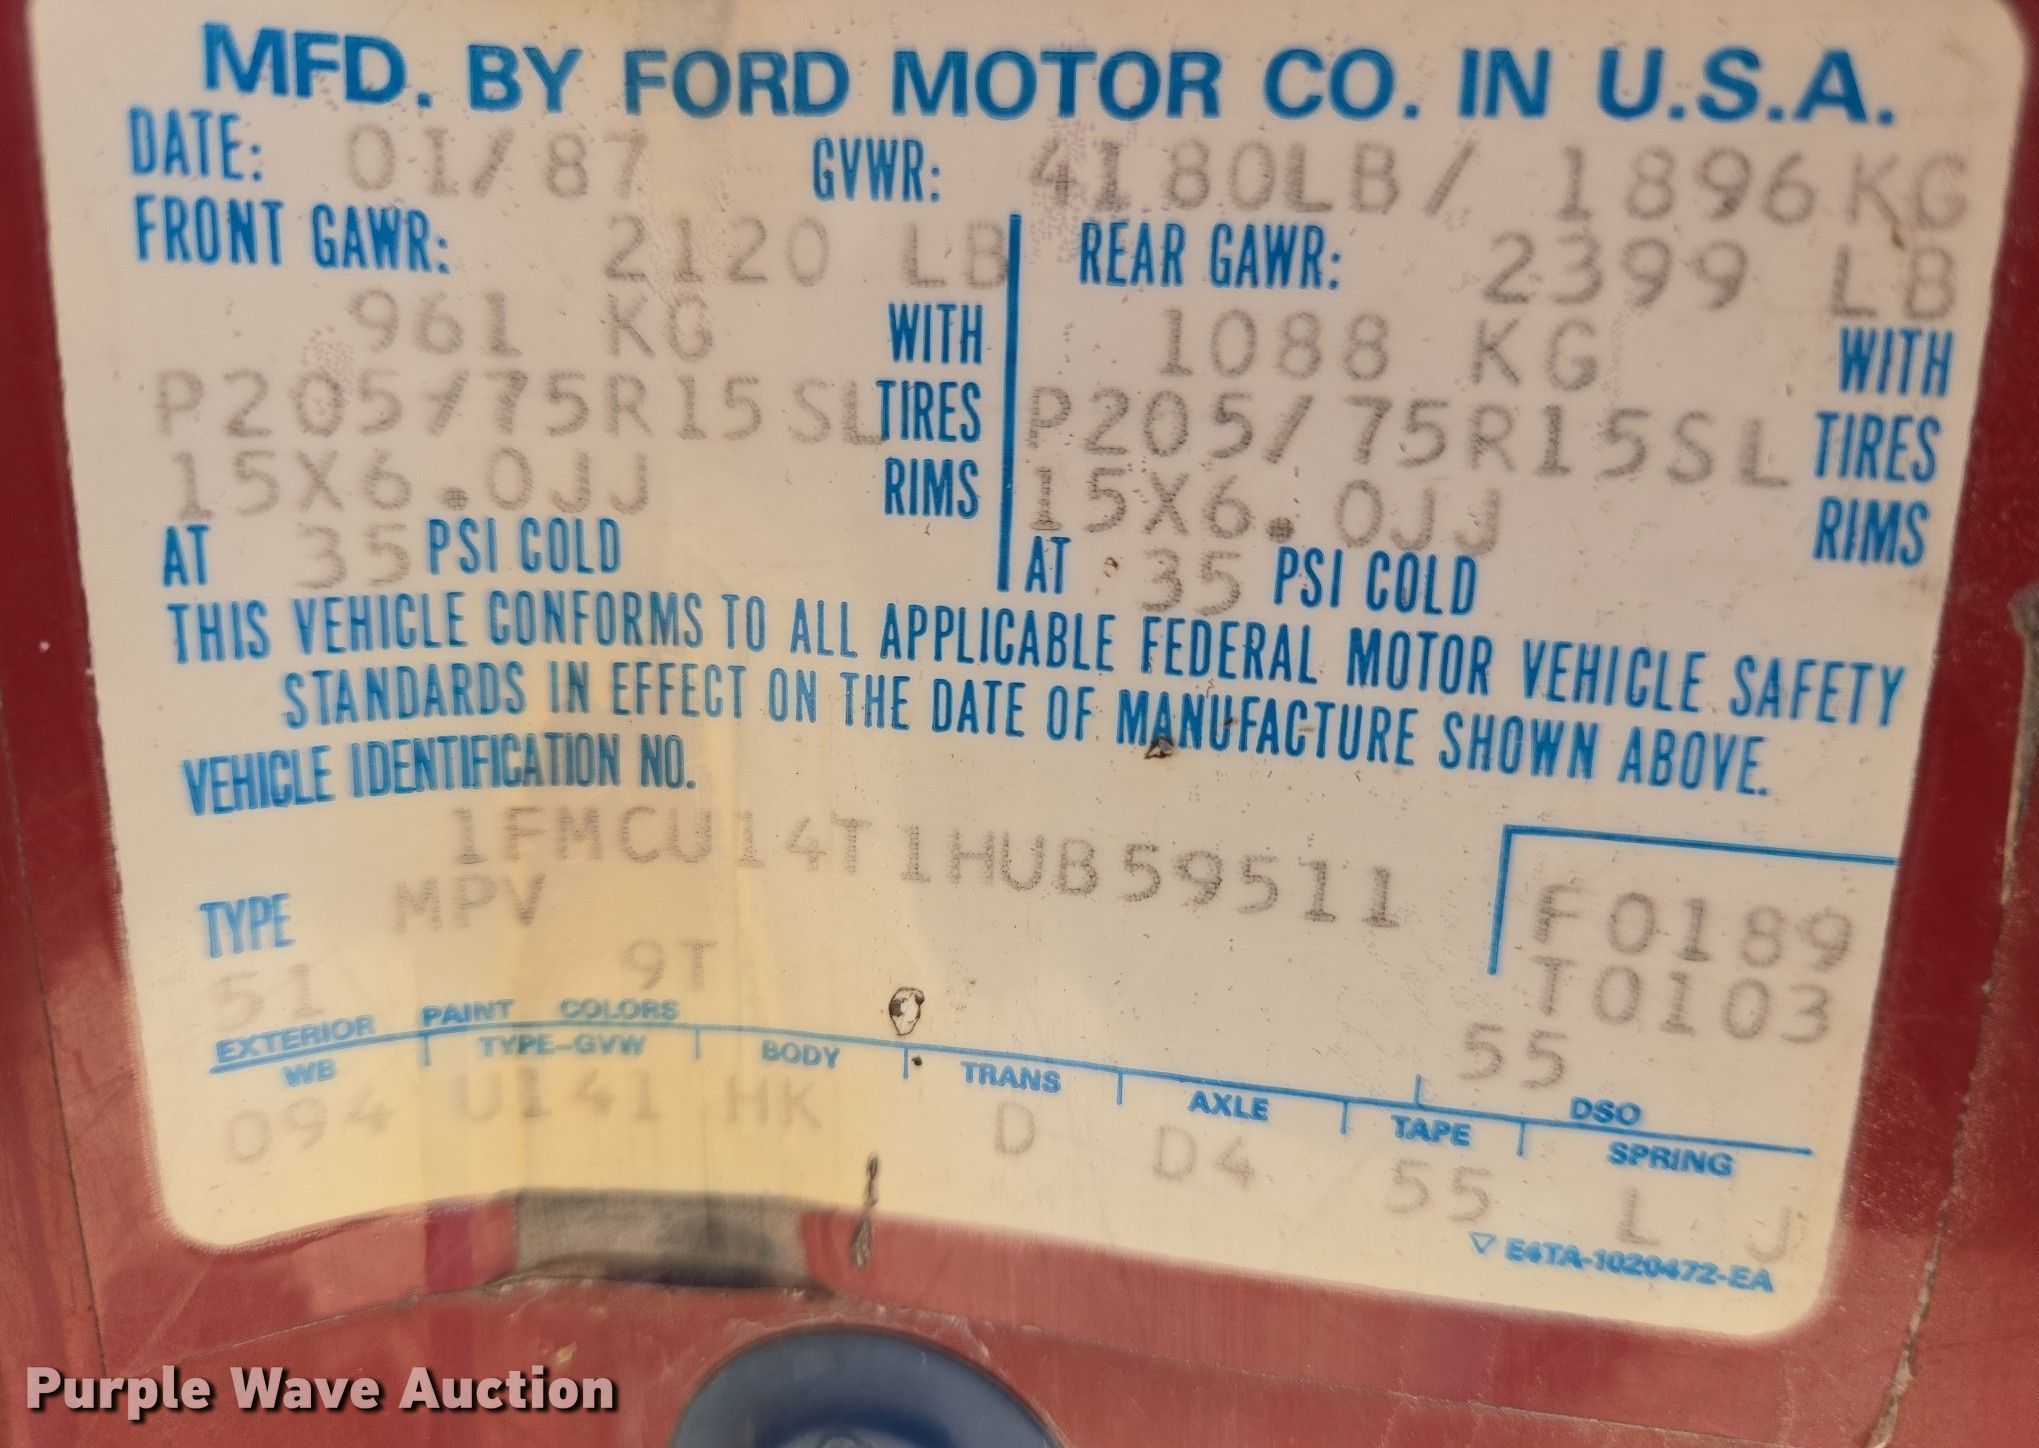 MFD. BY FORD MOTOR CO. IN U.S.A.
DATE: 01/87 GVWR: 4180LB/ 1896KG
FRONT GAWR: 2120 LB REAR GAWR: 2399 LB
961 KG WITH 1088 KG WITH
P205/75R15SL TIRES P205/75R15SL TIRES
15X6.0JJ RIMS 15X6.0JJ RIMS
AT 35 PSI COLD AT 35 PSI COLD
THIS VEHICLE CONFORMS TO ALL APPLICABLE FEDERAL MOTOR VEHICLE SAFETY
STANDARDS IN EFFECT ON THE DATE OF MANUFACTURE SHOWN ABOVE.
VEHICLE IDENTIFICATION NO.
1FMCU14T1HUB59511
TYPE MPV F0189
51 9T T0103
55
EXTERIOR PAINT COLORS DSO
WB TYPE-GVW BODY TRANS AXLE TAPE SPRING
094 U141 HK D D4 55 L J
▽ E4TA-1020472-EA
Purple Wave Auction